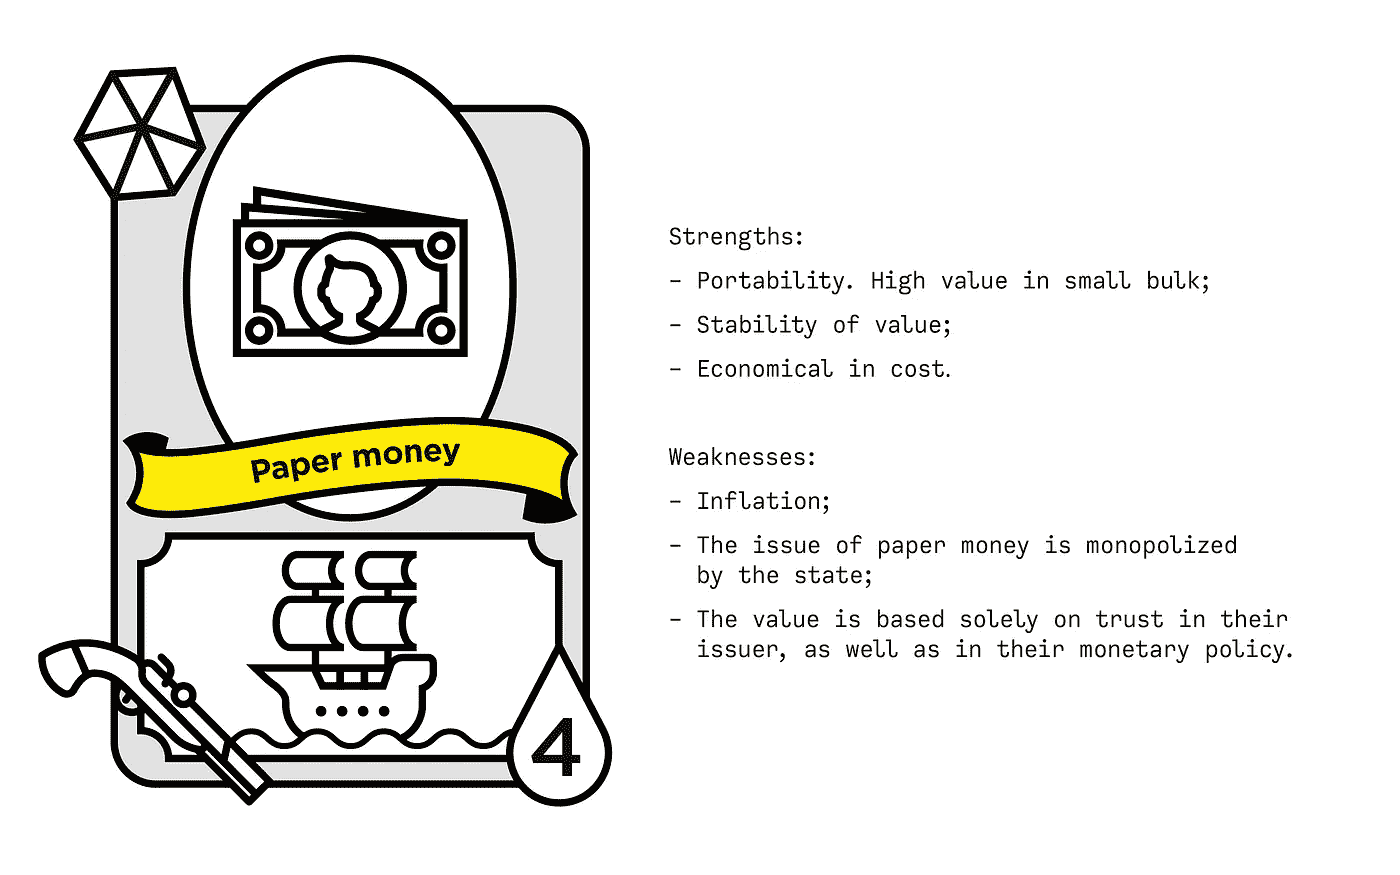 Paper money
4
Strengths:
– Portability. High value in small bulk;
– Stability of value;
– Economical in cost.
Weaknesses:
– Inflation;
– The issue of paper money is monopolized
by the state;
– The value is based solely on trust in their
issuer, as well as in their monetary policy.